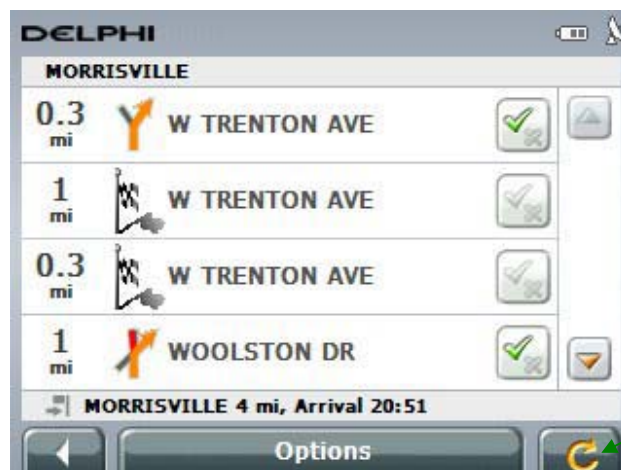 DELPHI
MORRISVILLE
0.3 mi W TRENTON AVE
1 mi W TRENTON AVE
0.3 mi W TRENTON AVE
1 mi WOOLSTON DR
MORRISVILLE 4 mi, Arrival 20:51
Options